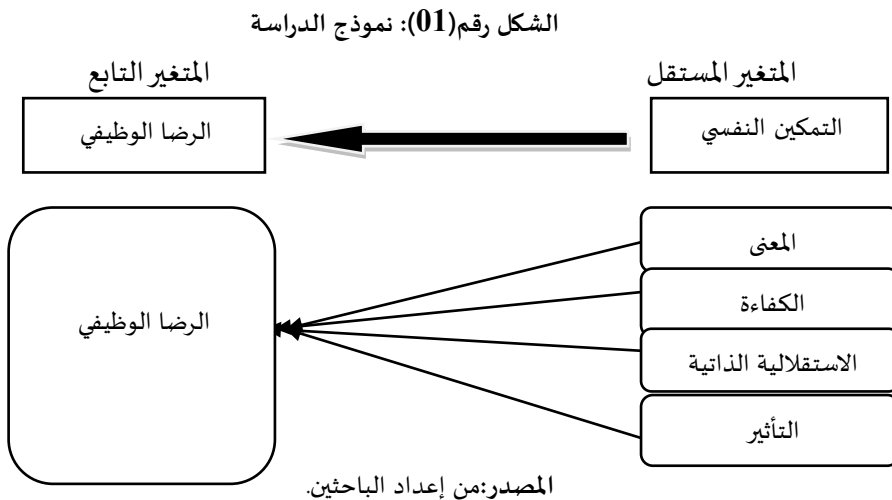 الشكل رقم(01): نموذج الدراسة
المتغير المستقل
المتغير التابع
التمكين النفسي
الرضا الوظيفي
المعنى
الكفاءة
الاستقلالية الذاتية
التأثير
الرضا الوظيفي
المصدر:من إعداد الباحثين.